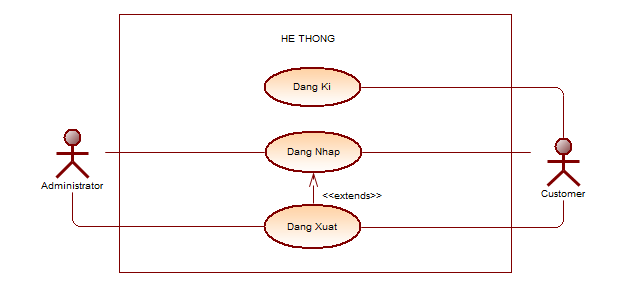 HE THONG
Dang Ki
Dang Nhap
Administrator
Customer
<<extends>>
Dang Xuat